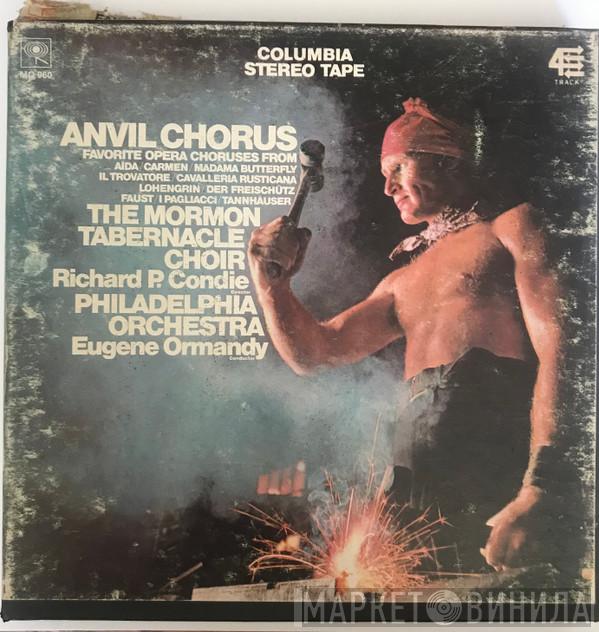 COLUMBIA
STEREO TAPE
MQ 960
4
TRACK
ANVIL CHORUS
FAVORITE OPERA CHORUSES FROM
AIDA/CARMEN/MADAMA BUTTERFLY
IL TROVATORE/CAVALLERIA RUSTICANA
LOHENGRIN/DER FREISCHÜTZ
FAUST/I PAGLIACCI/TANNHÄUSER
THE MORMON
TABERNACLE
CHOIR
Richard P. Condie
Director
PHILADELPHIA
ORCHESTRA
Eugene Ormandy
Conductor
МАРКЕТ ВИНИЛА